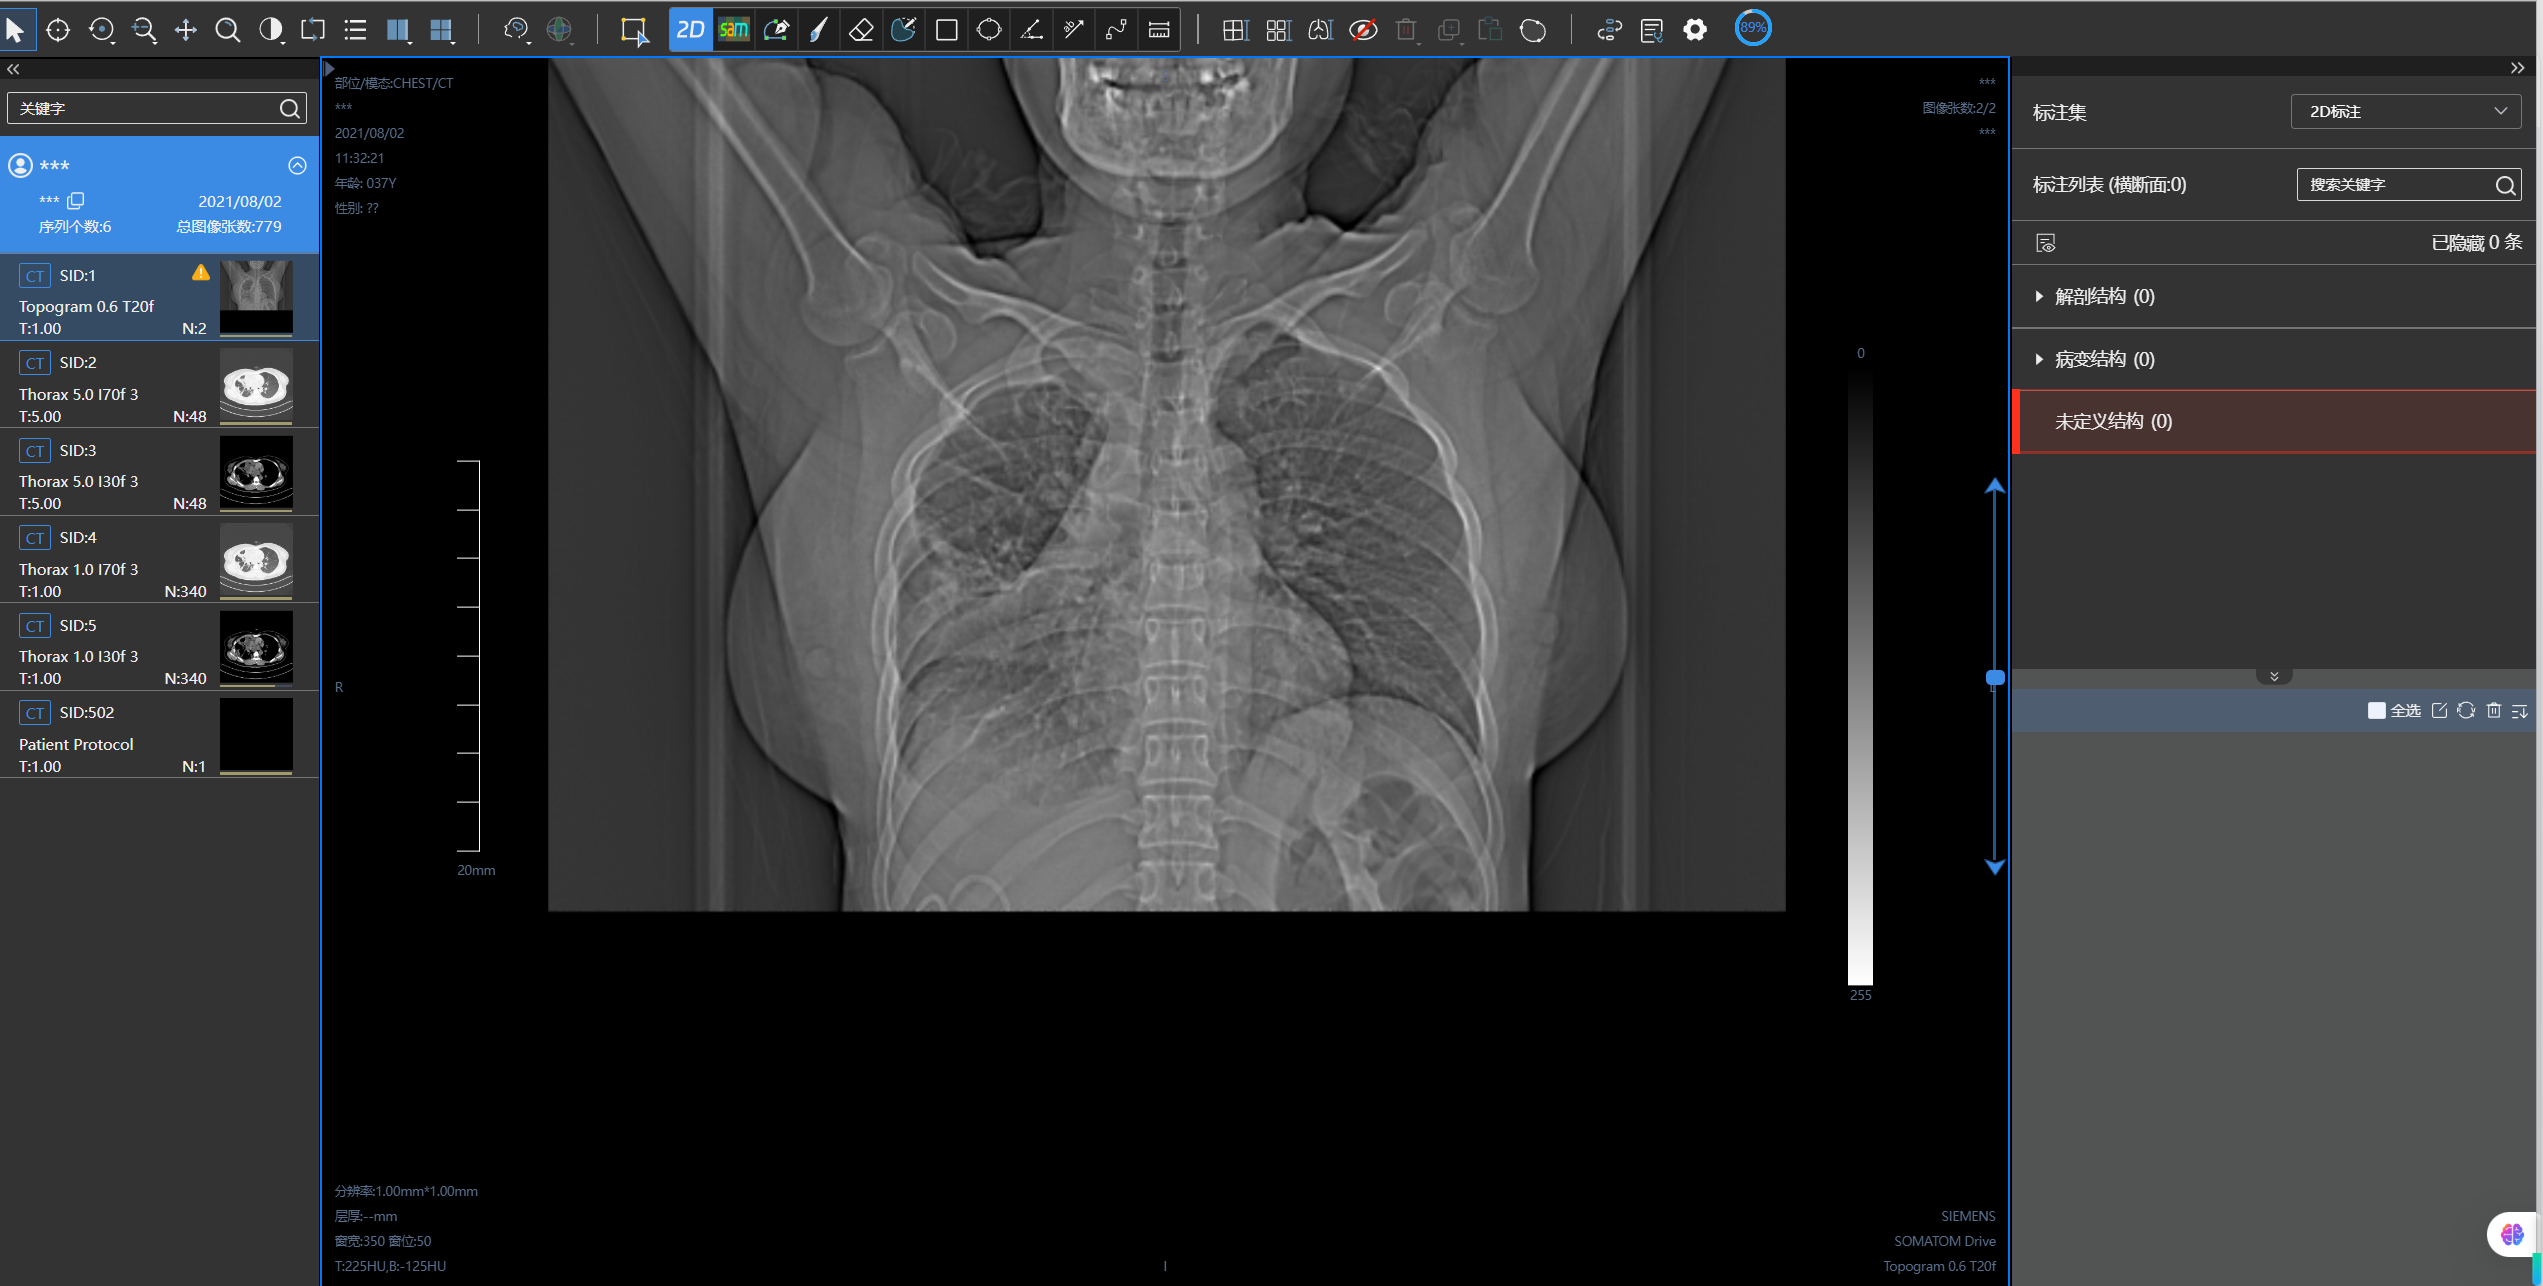 2D
sam
89%
关键字
***
***
2021/08/02
序列个数:6
总图像张数:779
CT
SID:1
Topogram 0.6 T20f
T:1.00
N:2
CT
SID:2
Thorax 5.0 I70f 3
T:5.00
N:48
CT
SID:3
Thorax 5.0 I30f 3
T:5.00
N:48
CT
SID:4
Thorax 1.0 I70f 3
T:1.00
N:340
CT
SID:5
Thorax 1.0 I30f 3
T:1.00
N:340
CT
SID:502
Patient Protocol
T:1.00
N:1
部位/模态:CHEST/CT
***
2021/08/02
11:32:21
年龄: 037Y
性别: ??
***
图像张数:2/2
***
R
20mm
0
255
分辨率:1.00mm*1.00mm
层厚:--mm
窗宽:350 窗位:50
T:225HU,B:-125HU
I
SIEMENS
SOMATOM Drive
Topogram 0.6 T20f
标注集
2D标注
标注列表 (横断面:0)
搜索关键字
已隐藏 0 条
解剖结构 (0)
病变结构 (0)
未定义结构 (0)
全选